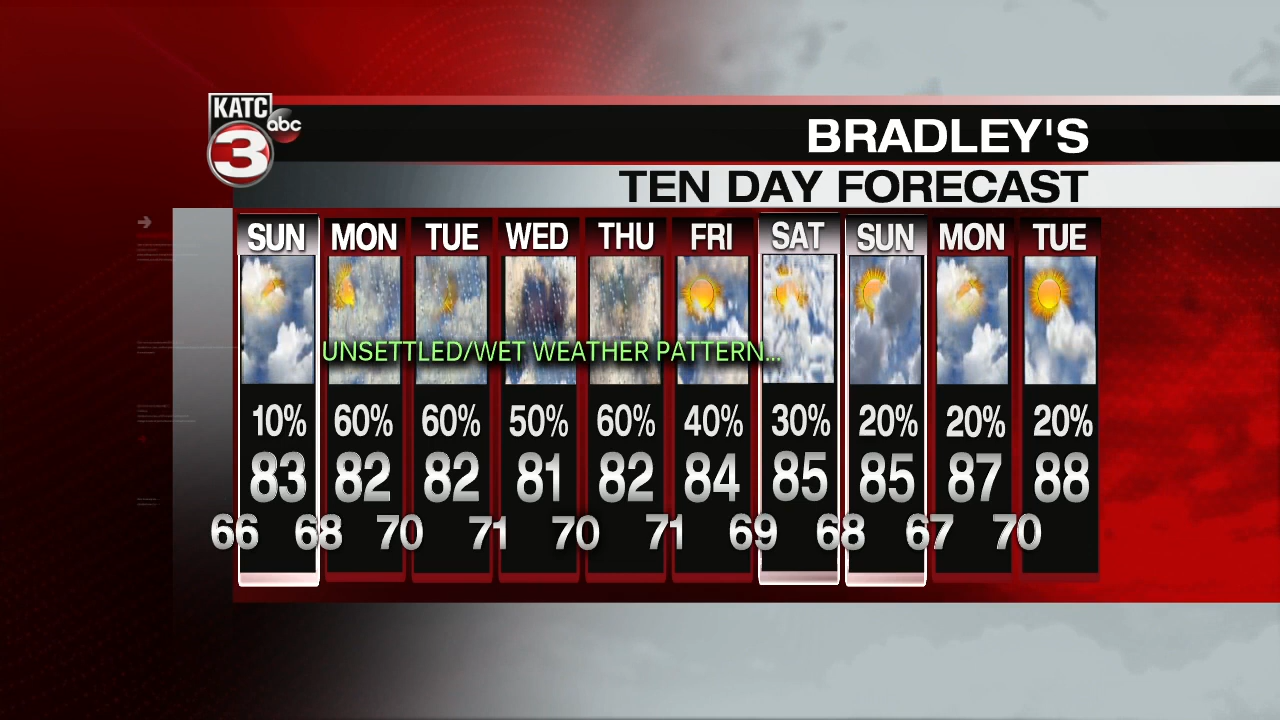 KATC
abc
3
BRADLEY'S
TEN DAY FORECAST
SUN MON TUE WED THU FRI SAT SUN MON TUE
UNSETTLED/WET WEATHER PATTERN...
10% 60% 60% 50% 60% 40% 30% 20% 20% 20%
83 82 82 81 82 84 85 85 87 88
66 68 70 71 70 71 69 68 67 70